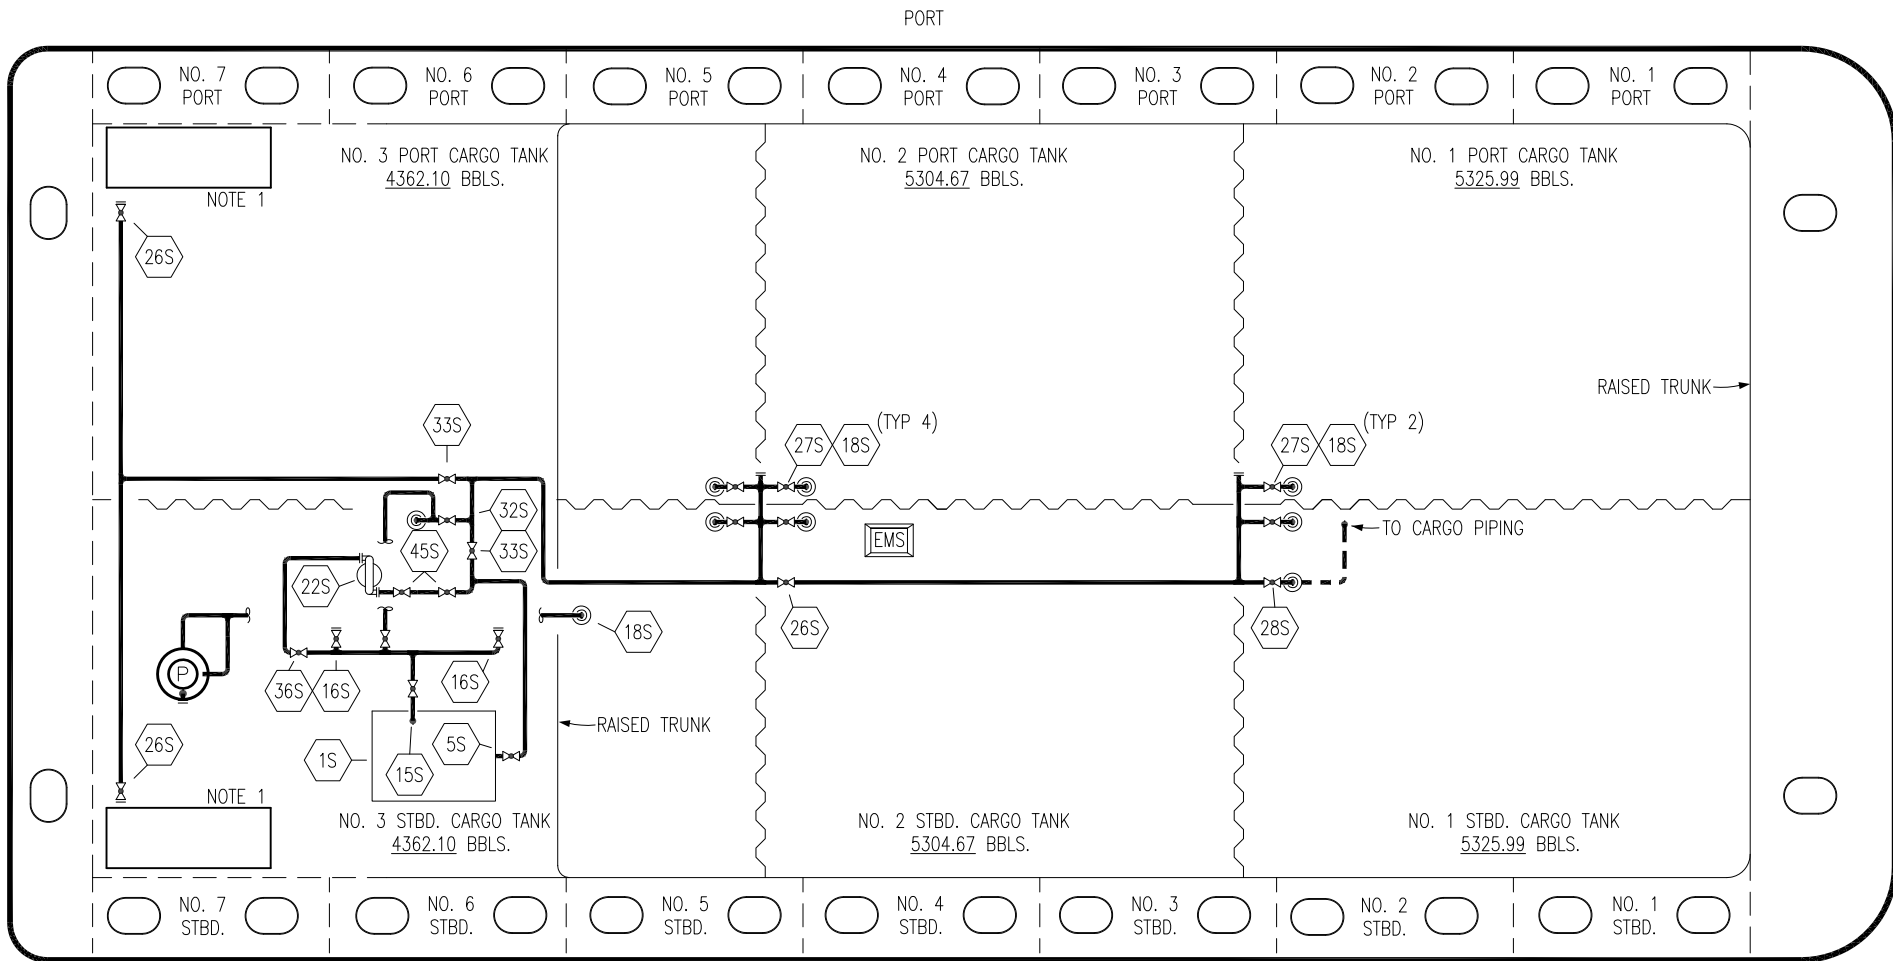 PORT
NO. 7
PORT
NO. 6
PORT
NO. 5
PORT
NO. 4
PORT
NO. 3
PORT
NO. 2
PORT
NO. 1
PORT
NO. 3 PORT CARGO TANK
4362.10 BBLS.
NO. 2 PORT CARGO TANK
5304.67 BBLS.
NO. 1 PORT CARGO TANK
5325.99 BBLS.
NOTE 1
26S
RAISED TRUNK
33S
27S
18S
(TYP 4)
27S
18S
(TYP 2)
32S
33S
45S
EMS
TO CARGO PIPING
22S
18S
26S
28S
P
36S
16S
16S
RAISED TRUNK
26S
1S
15S
5S
NOTE 1
NO. 3 STBD. CARGO TANK
4362.10 BBLS.
NO. 2 STBD. CARGO TANK
5304.67 BBLS.
NO. 1 STBD. CARGO TANK
5325.99 BBLS.
NO. 7
STBD.
NO. 6
STBD.
NO. 5
STBD.
NO. 4
STBD.
NO. 3
STBD.
NO. 2
STBD.
NO. 1
STBD.